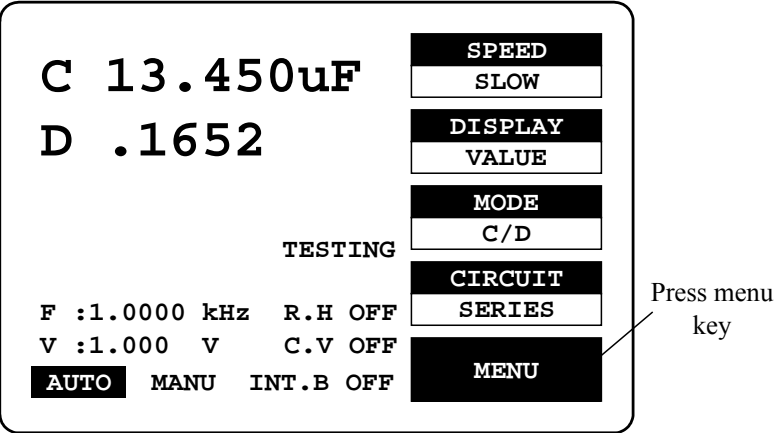 C 13.450uF
D .1652
TESTING
F :1.0000 kHz R.H OFF
V :1.000 V C.V OFF
AUTO MANU INT.B OFF
SPEED
SLOW
DISPLAY
VALUE
MODE
C/D
CIRCUIT
SERIES
MENU
Press menu
key